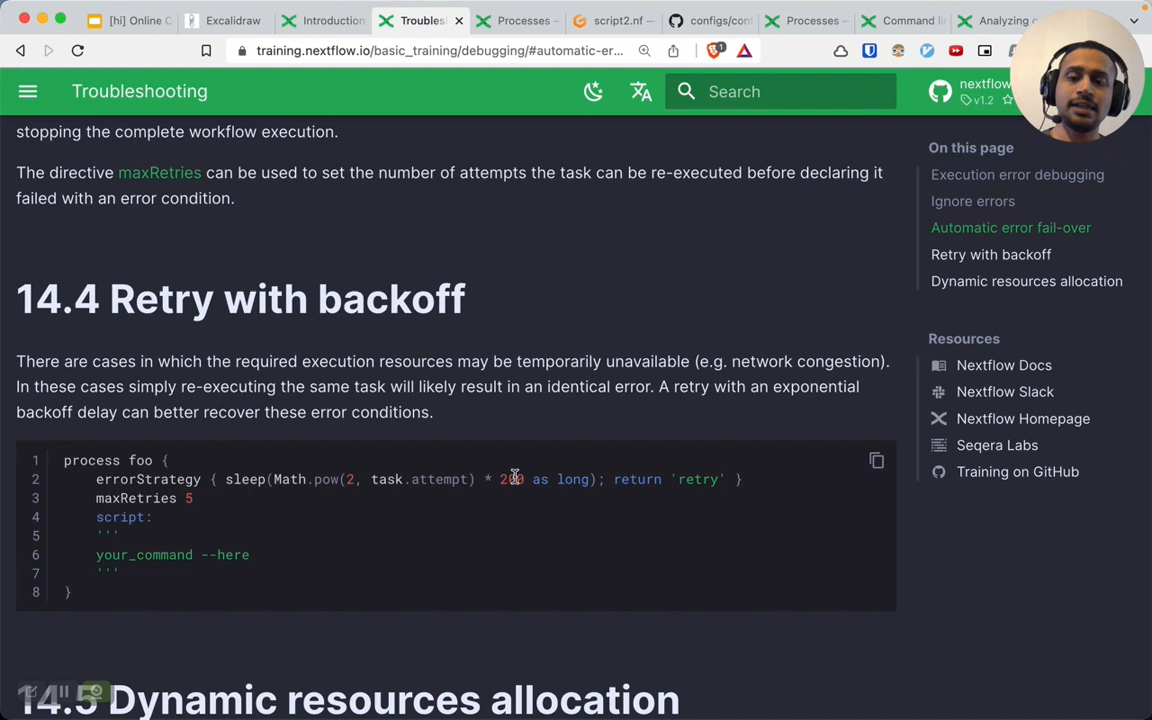 [hi] Online C
Excalidraw
Introduction
Troubles
Processes
script2.nf
configs/con
Processes
Command li
Analyzing
training.nextflow.io/basic_training/debugging/#automatic-er...
Troubleshooting
Search
nextflow
v1.2
stopping the complete workflow execution.
The directive maxRetries can be used to set the number of attempts the task can be re-executed before declaring it
failed with an error condition.
14.4 Retry with backoff
There are cases in which the required execution resources may be temporarily unavailable (e.g. network congestion).
In these cases simply re-executing the same task will likely result in an identical error. A retry with an exponential
backoff delay can better recover these error conditions.
1 process foo {
2 errorStrategy { sleep(Math.pow(2, task.attempt) * 200 as long); return 'retry' }
3 maxRetries 5
4 script:
5 '''
6 your_command --here
7 '''
8 }
14.5 Dynamic resources allocation
On this page
Execution error debugging
Ignore errors
Automatic error fail-over
Retry with backoff
Dynamic resources allocation
Resources
Nextflow Docs
Nextflow Slack
Nextflow Homepage
Seqera Labs
Training on GitHub